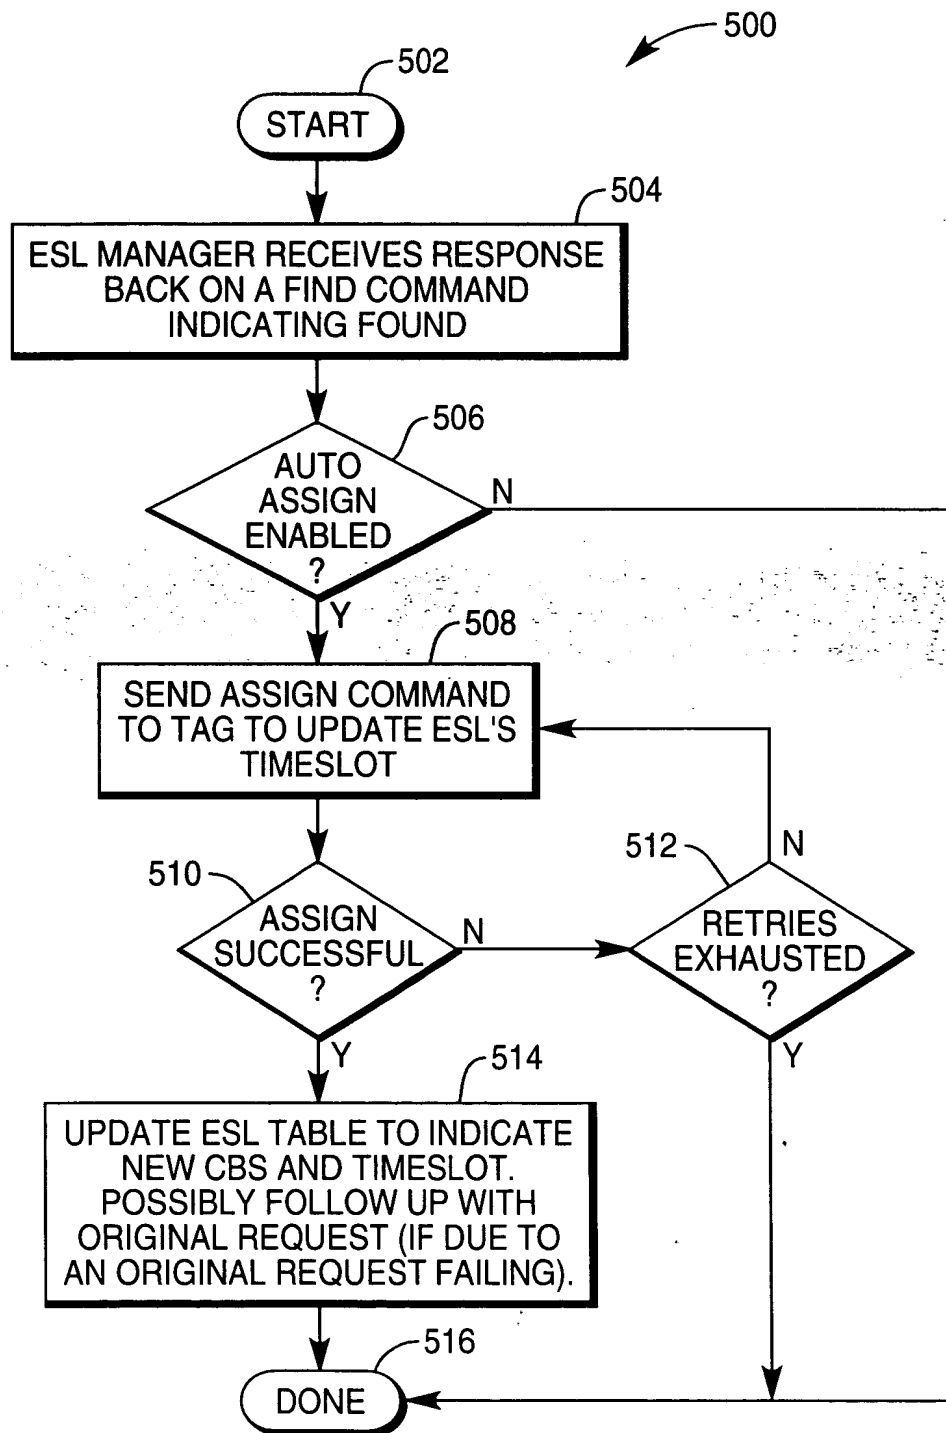 500
502
START
504
ESL MANAGER RECEIVES RESPONSE
BACK ON A FIND COMMAND
INDICATING FOUND
506
AUTO
ASSIGN
ENABLED
?
N
Y
508
SEND ASSIGN COMMAND
TO TAG TO UPDATE ESL'S
TIMESLOT
510
ASSIGN
SUCCESSFUL
?
N
512
N
RETRIES
EXHAUSTED
?
Y
Y
514
UPDATE ESL TABLE TO INDICATE
NEW CBS AND TIMESLOT.
POSSIBLY FOLLOW UP WITH
ORIGINAL REQUEST (IF DUE TO
AN ORIGINAL REQUEST FAILING).
516
DONE